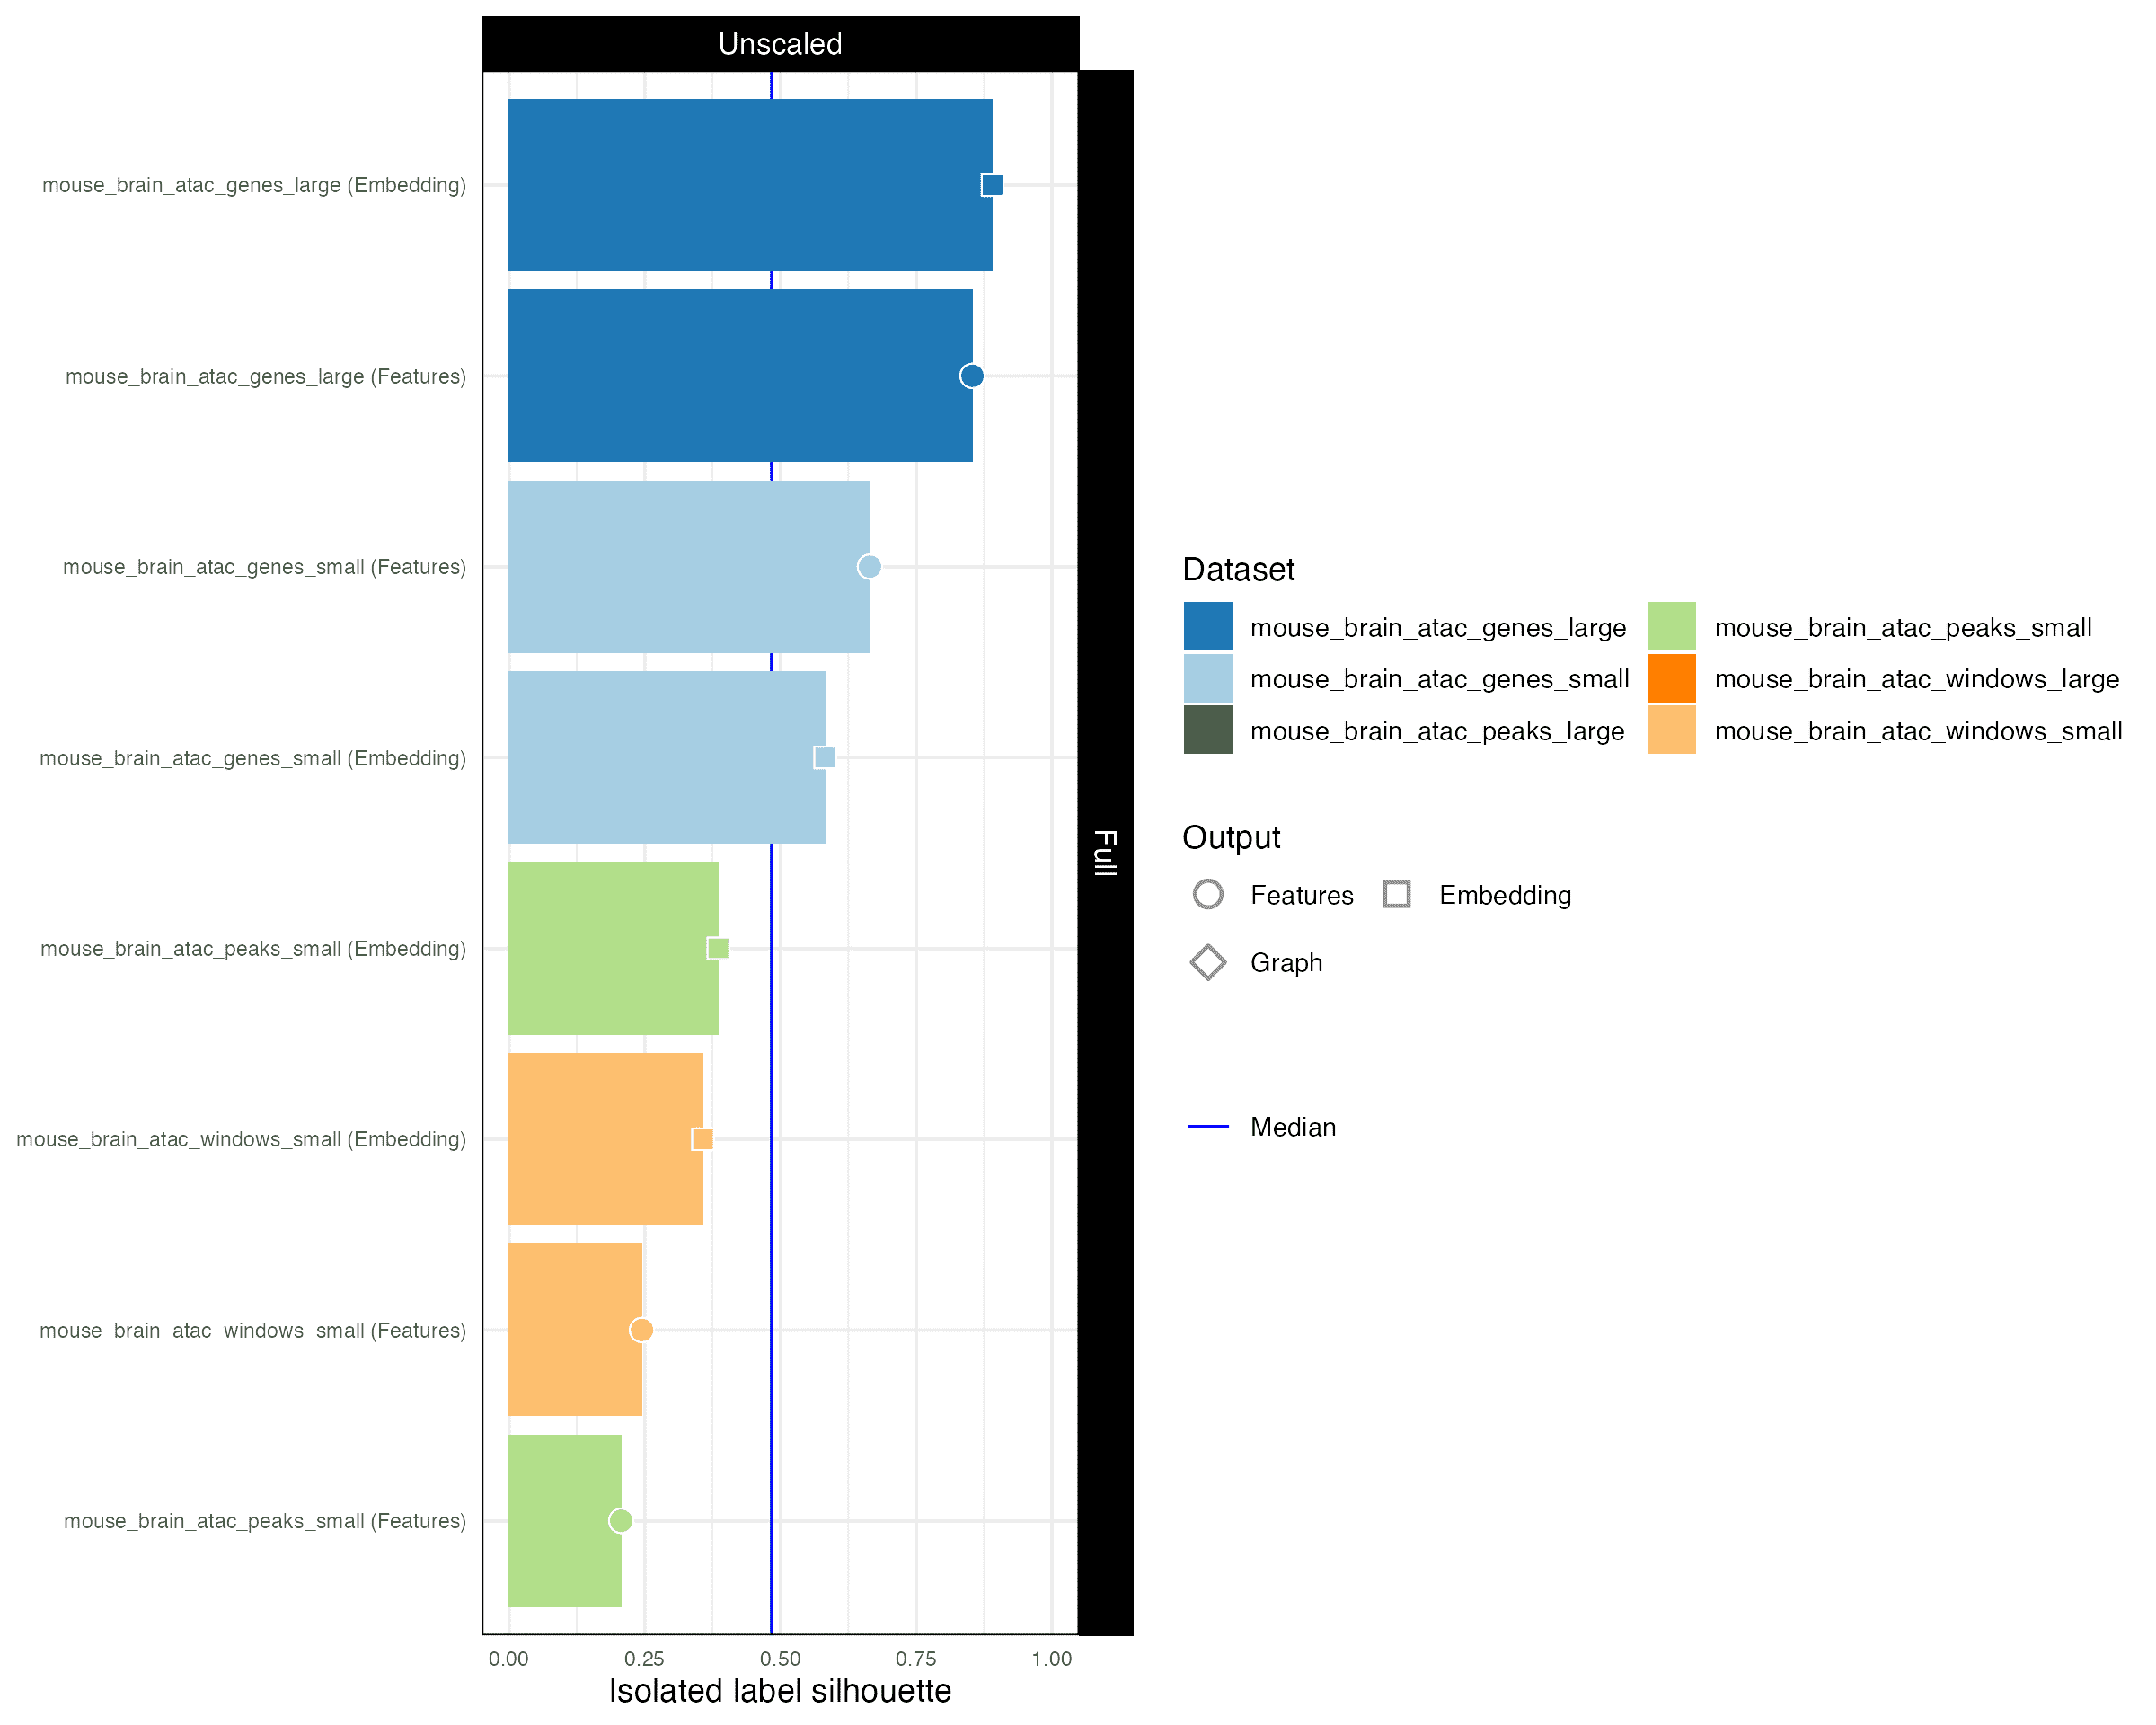 Unscaled
mouse_brain_atac_genes_large (Embedding)
mouse_brain_atac_genes_large (Features)
mouse_brain_atac_genes_small (Features)
mouse_brain_atac_genes_small (Embedding)
mouse_brain_atac_peaks_small (Embedding)
mouse_brain_atac_windows_small (Embedding)
mouse_brain_atac_windows_small (Features)
mouse_brain_atac_peaks_small (Features)
0.00 0.25 0.50 0.75 1.00
Isolated label silhouette
Full
Dataset
mouse_brain_atac_genes_large mouse_brain_atac_peaks_small
mouse_brain_atac_genes_small mouse_brain_atac_windows_large
mouse_brain_atac_peaks_large mouse_brain_atac_windows_small
Output
Features Embedding
Graph
Median